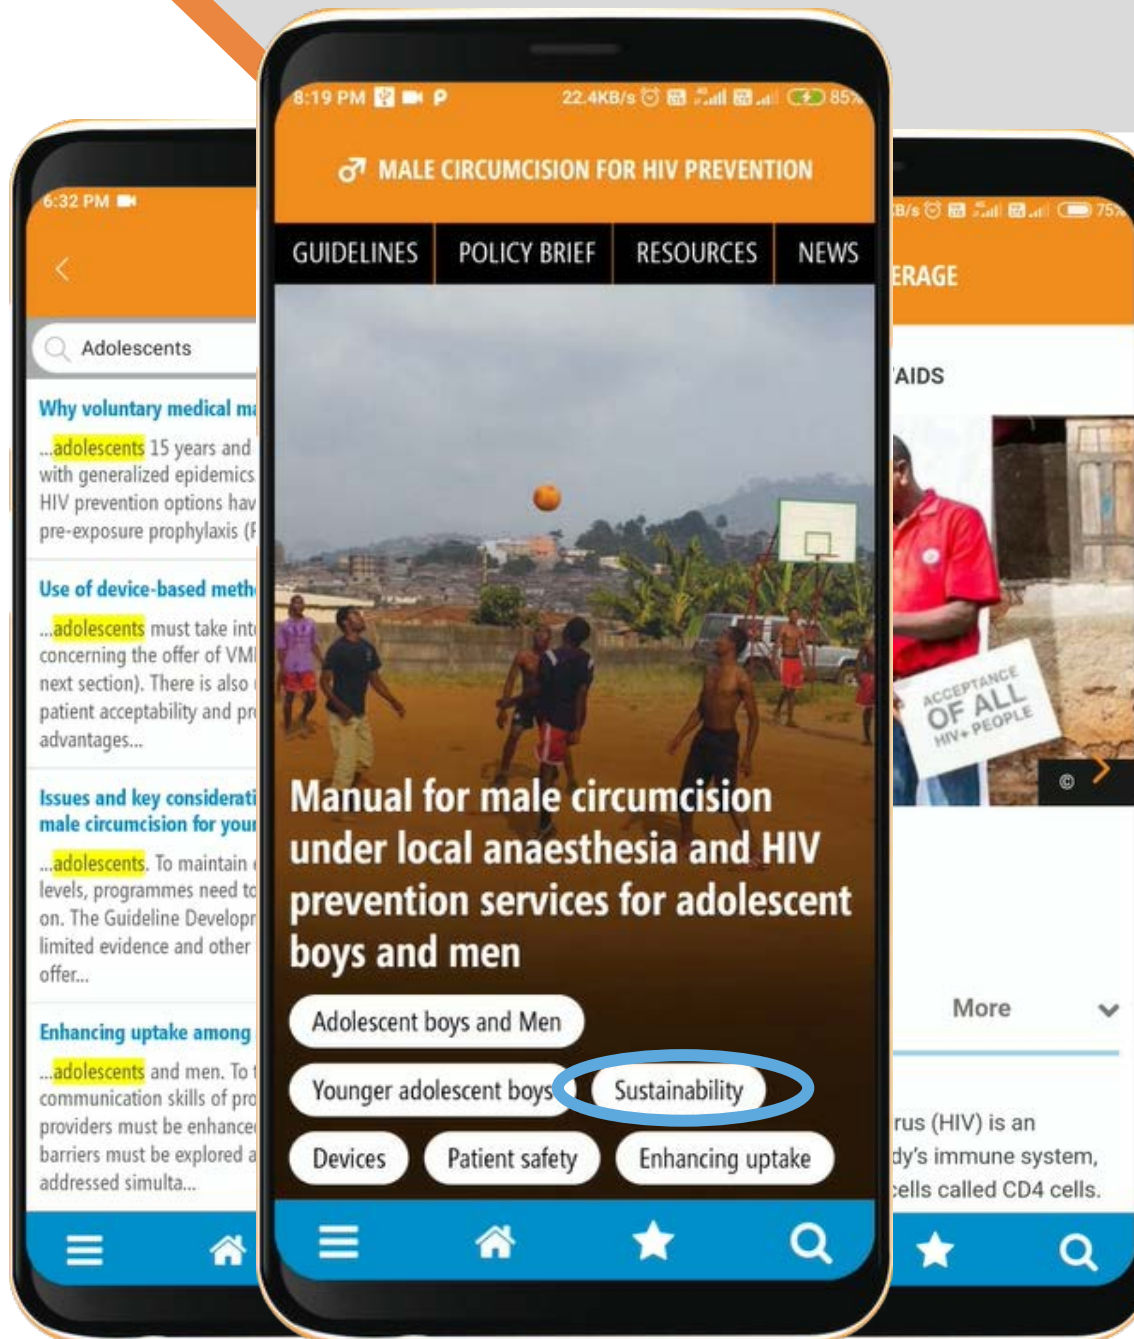 6:32 PM
Adolescents
Why voluntary medical ma
...adolescents 15 years and
with generalized epidemics
HIV prevention options hav
pre-exposure prophylaxis (
Use of device-based meth
...adolescents must take int
concerning the offer of VM
next section). There is also
patient acceptability and pr
advantages...
Issues and key considerati
male circumcision for your
...adolescents. To maintain
levels, programmes need to
on. The Guideline Developr
limited evidence and other
offer...
Enhancing uptake among
...adolescents and men. To t
communication skills of pro
providers must be enhanced
barriers must be explored a
addressed simulta...
8:19 PM P 22.4KB/s 4G 85%
MALE CIRCUMCISION FOR HIV PREVENTION
GUIDELINES POLICY BRIEF RESOURCES NEWS
Manual for male circumcision
under local anaesthesia and HIV
prevention services for adolescent
boys and men
Adolescent boys and Men
Younger adolescent boys Sustainability
Devices Patient safety Enhancing uptake
B/s 4G 75%
ERAGE
'AIDS
ACCEPTANCE
OF ALL
HIV+ PEOPLE
©
More
rus (HIV) is an
dy's immune system,
cells called CD4 cells.